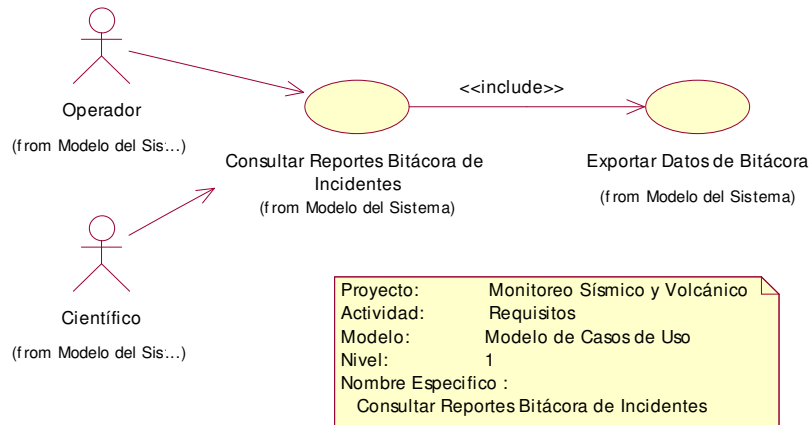 Operador
(from Modelo del Sis...)
<<include>>
Consultar Reportes Bitácora de
Incidentes
(from Modelo del Sistema)
Exportar Datos de Bitácora
(from Modelo del Sistema)
Científico
(from Modelo del Sis...)
Proyecto: Monitoreo Sísmico y Volcánico
Actividad: Requisitos
Modelo: Modelo de Casos de Uso
Nivel: 1
Nombre Especifico :
Consultar Reportes Bitácora de Incidentes